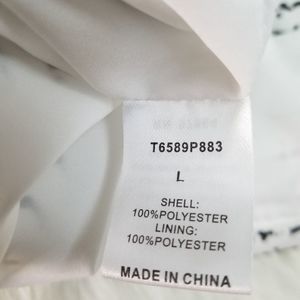 T6589P883
L
SHELL:
100%POLYESTER
LINING:
100%POLYESTER
MADE IN CHINA